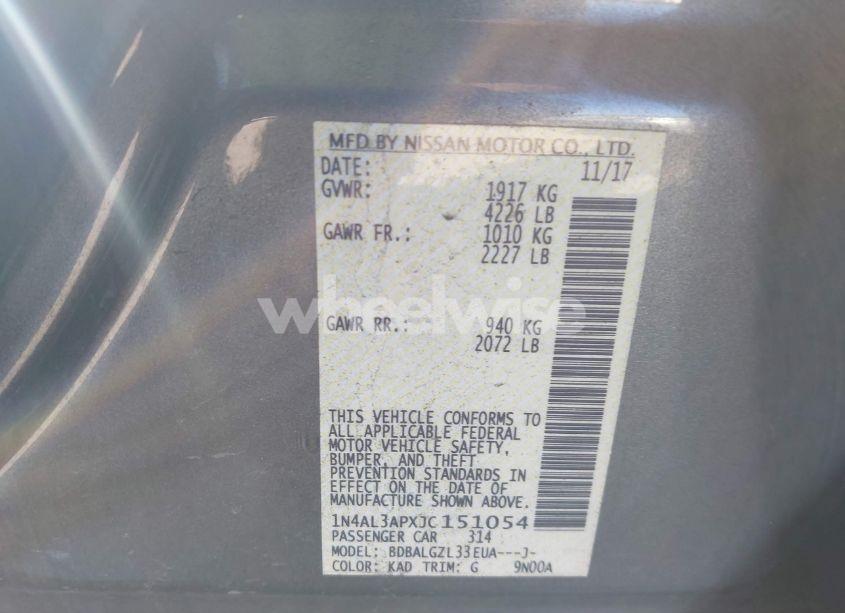 MFD BY NISSAN MOTOR CO., LTD.
DATE: 11/17
GVWR: 1917 KG
4226 LB
GAWR FR.: 1010 KG
2227 LB
wheelwise
GAWR RR.: 940 KG
2072 LB
THIS VEHICLE CONFORMS TO
ALL APPLICABLE FEDERAL
MOTOR VEHICLE SAFETY,
BUMPER, AND THEFT
PREVENTION STANDARDS IN
EFFECT ON THE DATE OF
MANUFACTURE SHOWN ABOVE.
1N4AL3APXJC151054
PASSENGER CAR 314
MODEL: BDBALGZL33EUA---J-
COLOR: KAD TRIM: G 9N00A